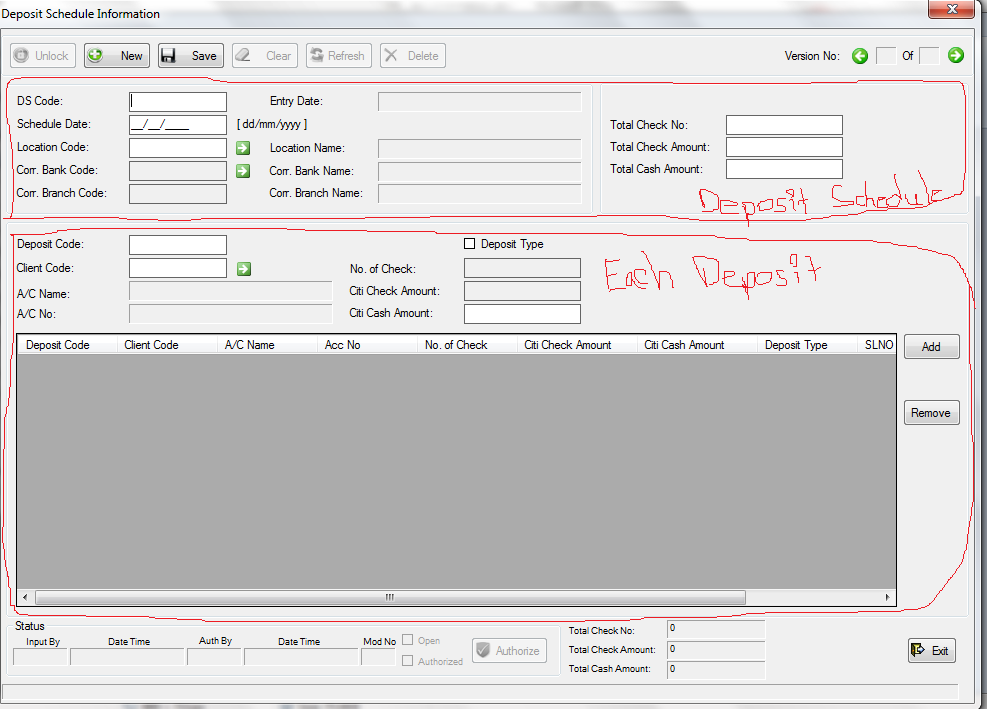 Deposit Schedule Information
Unlock New Save Clear Refresh Delete Version No: Of
DS Code: Entry Date:
Schedule Date: __/__/____ [ dd/mm/yyyy ] Total Check No:
Location Code: Location Name: Total Check Amount:
Corr. Bank Code: Corr. Bank Name: Total Cash Amount:
Corr. Branch Code: Corr. Branch Name:
Deposit Schedule
Deposit Code: Deposit Type
Client Code: No. of Check:
Each Deposit
A/C Name: Citi Check Amount:
A/C No: Citi Cash Amount:
Deposit Code Client Code A/C Name Acc No No. of Check Citi Check Amount Citi Cash Amount Deposit Type SLNO
Add
Remove
Status
Input By Date Time Auth By Date Time Mod No Open
Authorized
Authorize
Total Check No: 0
Total Check Amount: 0
Total Cash Amount: 0
Exit